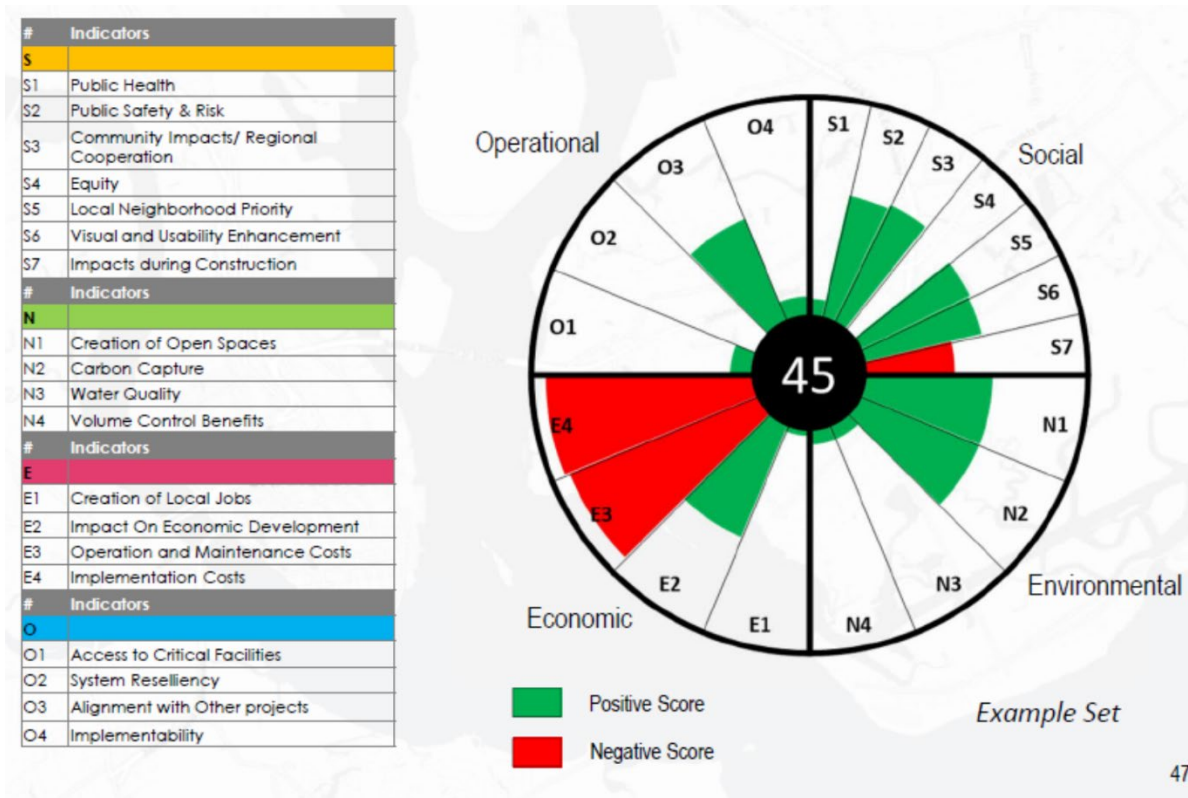 # Indicators
S
S1 Public Health
S2 Public Safety & Risk
S3 Community Impacts/ Regional
Cooperation
S4 Equity
S5 Local Neighborhood Priority
S6 Visual and Usability Enhancement
S7 Impacts during Construction
# Indicators
N
N1 Creation of Open Spaces
N2 Carbon Capture
N3 Water Quality
N4 Volume Control Benefits
# Indicators
E
E1 Creation of Local Jobs
E2 Impact On Economic Development
E3 Operation and Maintenance Costs
E4 Implementation Costs
# Indicators
O
O1 Access to Critical Facilities
O2 System Reselliency
O3 Alignment with Other projects
O4 Implementability
Operational
Social
O4
S1
S2
O3
S3
S4
O2
S5
S6
O1
S7
45
E4
N1
E3
N2
E2
N3
E1
N4
Economic
Environmental
Positive Score
Negative Score
Example Set
47